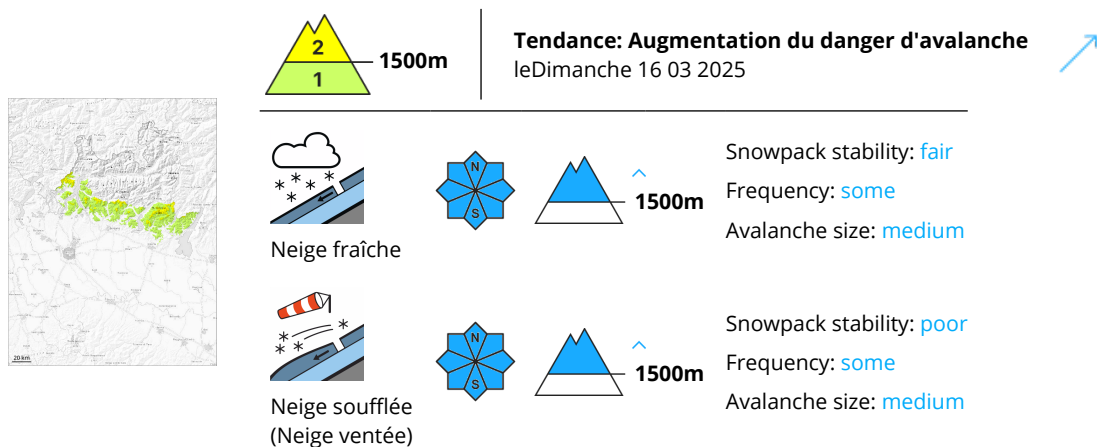 2
1
1500m
Tendance: Augmentation du danger d'avalanche
leDimanche 16 03 2025
20 km
N
S
1500m
Snowpack stability: fair
Frequency: some
Avalanche size: medium
Neige fraîche
N
S
1500m
Snowpack stability: poor
Frequency: some
Avalanche size: medium
Neige soufflée
(Neige ventée)